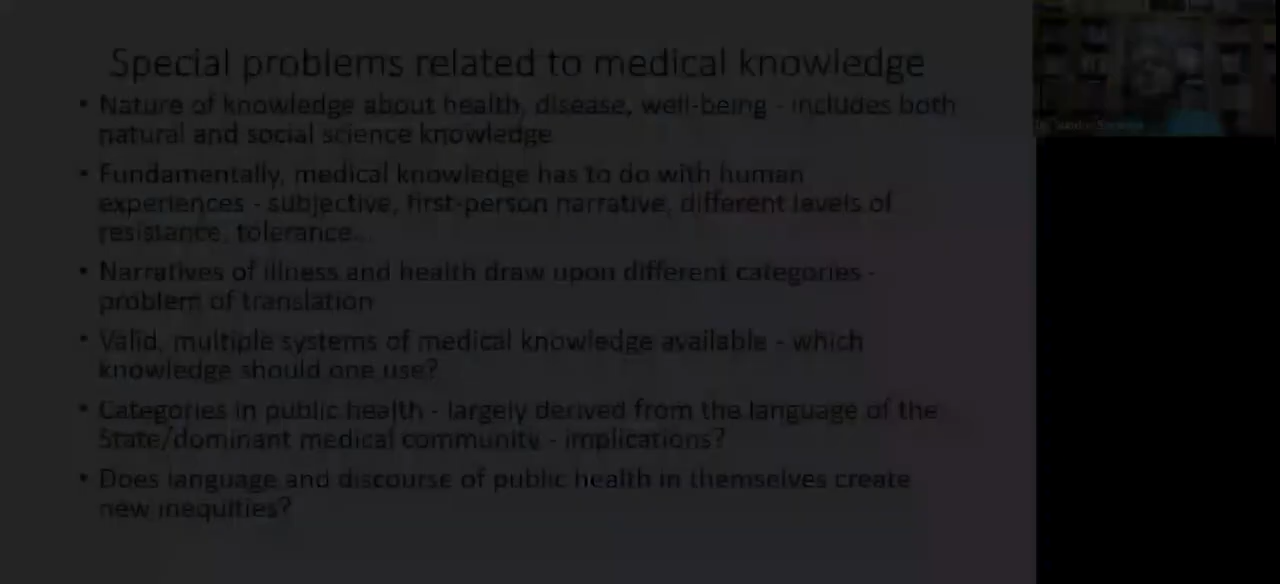 Special problems related to medical knowledge
• Nature of knowledge about health, disease, well-being - includes both
natural and social science knowledge
• Fundamentally, medical knowledge has to do with human
experiences - subjective, first-person narrative, different levels of
resistance, tolerance...
• Narratives of illness and health draw upon different categories -
problem of translation
• Valid, multiple systems of medical knowledge available - which
knowledge should one use?
• Categories in public health - largely derived from the language of the
State/dominant medical community - implications?
• Does language and discourse of public health in themselves create
new inequities?